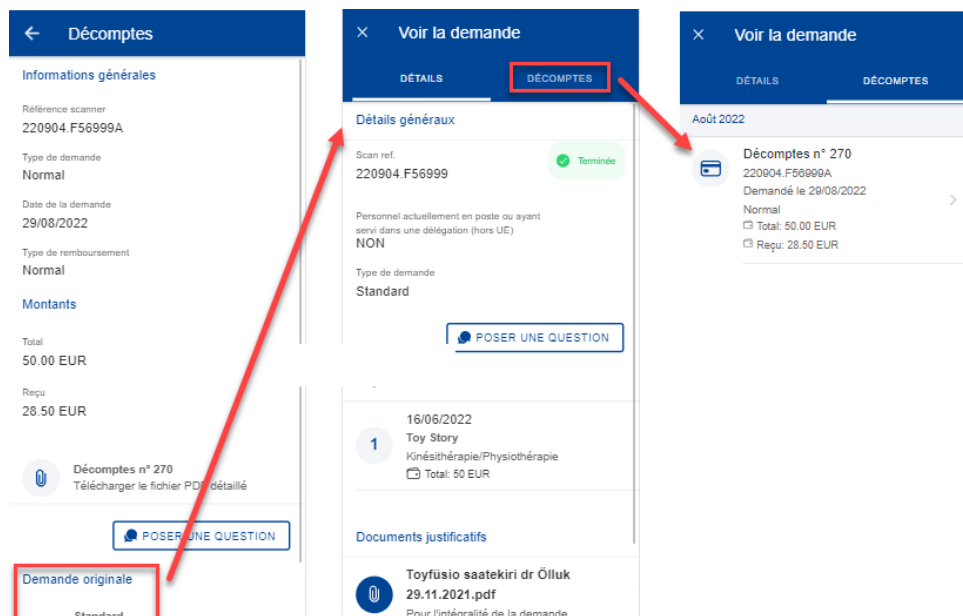 Décomptes
Informations générales
Référence scanner
220904.F56999A
Type de demande
Normal
Date de la demande
29/08/2022
Type de remboursement
Normal
Montants
Total
50.00 EUR
Reçu
28.50 EUR
Décomptes n° 270
Télécharger le fichier PDF détaillé
POSER UNE QUESTION
Demande originale
Standard
Voir la demande
DÉTAILS
DÉCOMPTES
Détails généraux
Scan ref.
220904.F56999
Terminée
Personnel actuellement en poste ou ayant
servi dans une délégation (hors UE)
NON
Type de demande
Standard
POSER UNE QUESTION
16/06/2022
1
Toy Story
Kinésithérapie/Physiothérapie
Total: 50 EUR
Documents justificatifs
Toyfüsio saatekiri dr Õlluk
29.11.2021.pdf
Pour l'intégralité de la demande
Voir la demande
DÉTAILS
DÉCOMPTES
Août 2022
Décomptes n° 270
220904.F56999A
Demandé le 29/08/2022
Normal
Total: 50.00 EUR
Reçu: 28.50 EUR